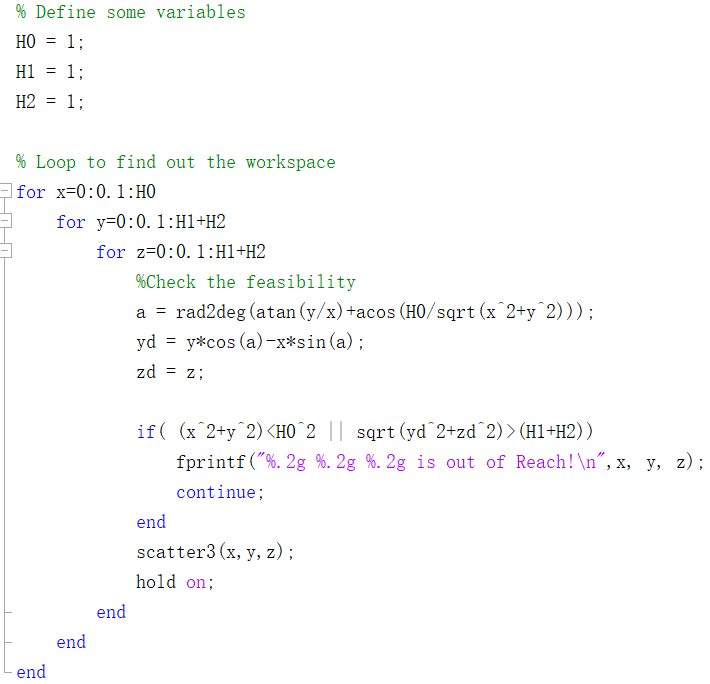 % Define some variables
H0 = 1;
H1 = 1;
H2 = 1;
% Loop to find out the workspace
for x=0:0.1:H0
for y=0:0.1:H1+H2
for z=0:0.1:H1+H2
%Check the feasibility
a = rad2deg(atan(y/x)+acos(H0/sqrt(x^2+y^2)));
yd = y*cos(a)-x*sin(a);
zd = z;
if( (x^2+y^2)<H0^2 || sqrt(yd^2+zd^2)>(H1+H2))
fprintf("%.2g %.2g %.2g is out of Reach!\n",x, y, z);
continue;
end
scatter3(x,y,z);
hold on;
end
end
end